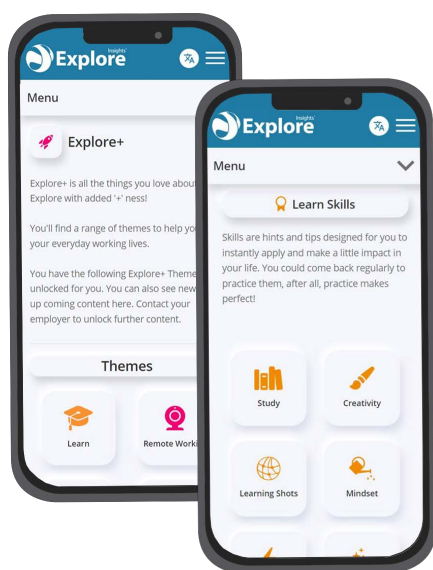 Insights®
Explore
Menu
Explore+
Explore+ is all the things you love about
Explore with added '+' ness!
You'll find a range of themes to help you
your everyday working lives.
You have the following Explore+ Theme
unlocked for you. You can also see new
up coming content here. Contact your
employer to unlock further content.
Themes
Learn
Remote Worki
Insights®
Explore
Menu
Learn Skills
Skills are hints and tips designed for you to
instantly apply and make a little impact in
your life. You could come back regularly to
practice them, after all, practice makes
perfect!
Study
Creativity
Learning Shots
Mindset